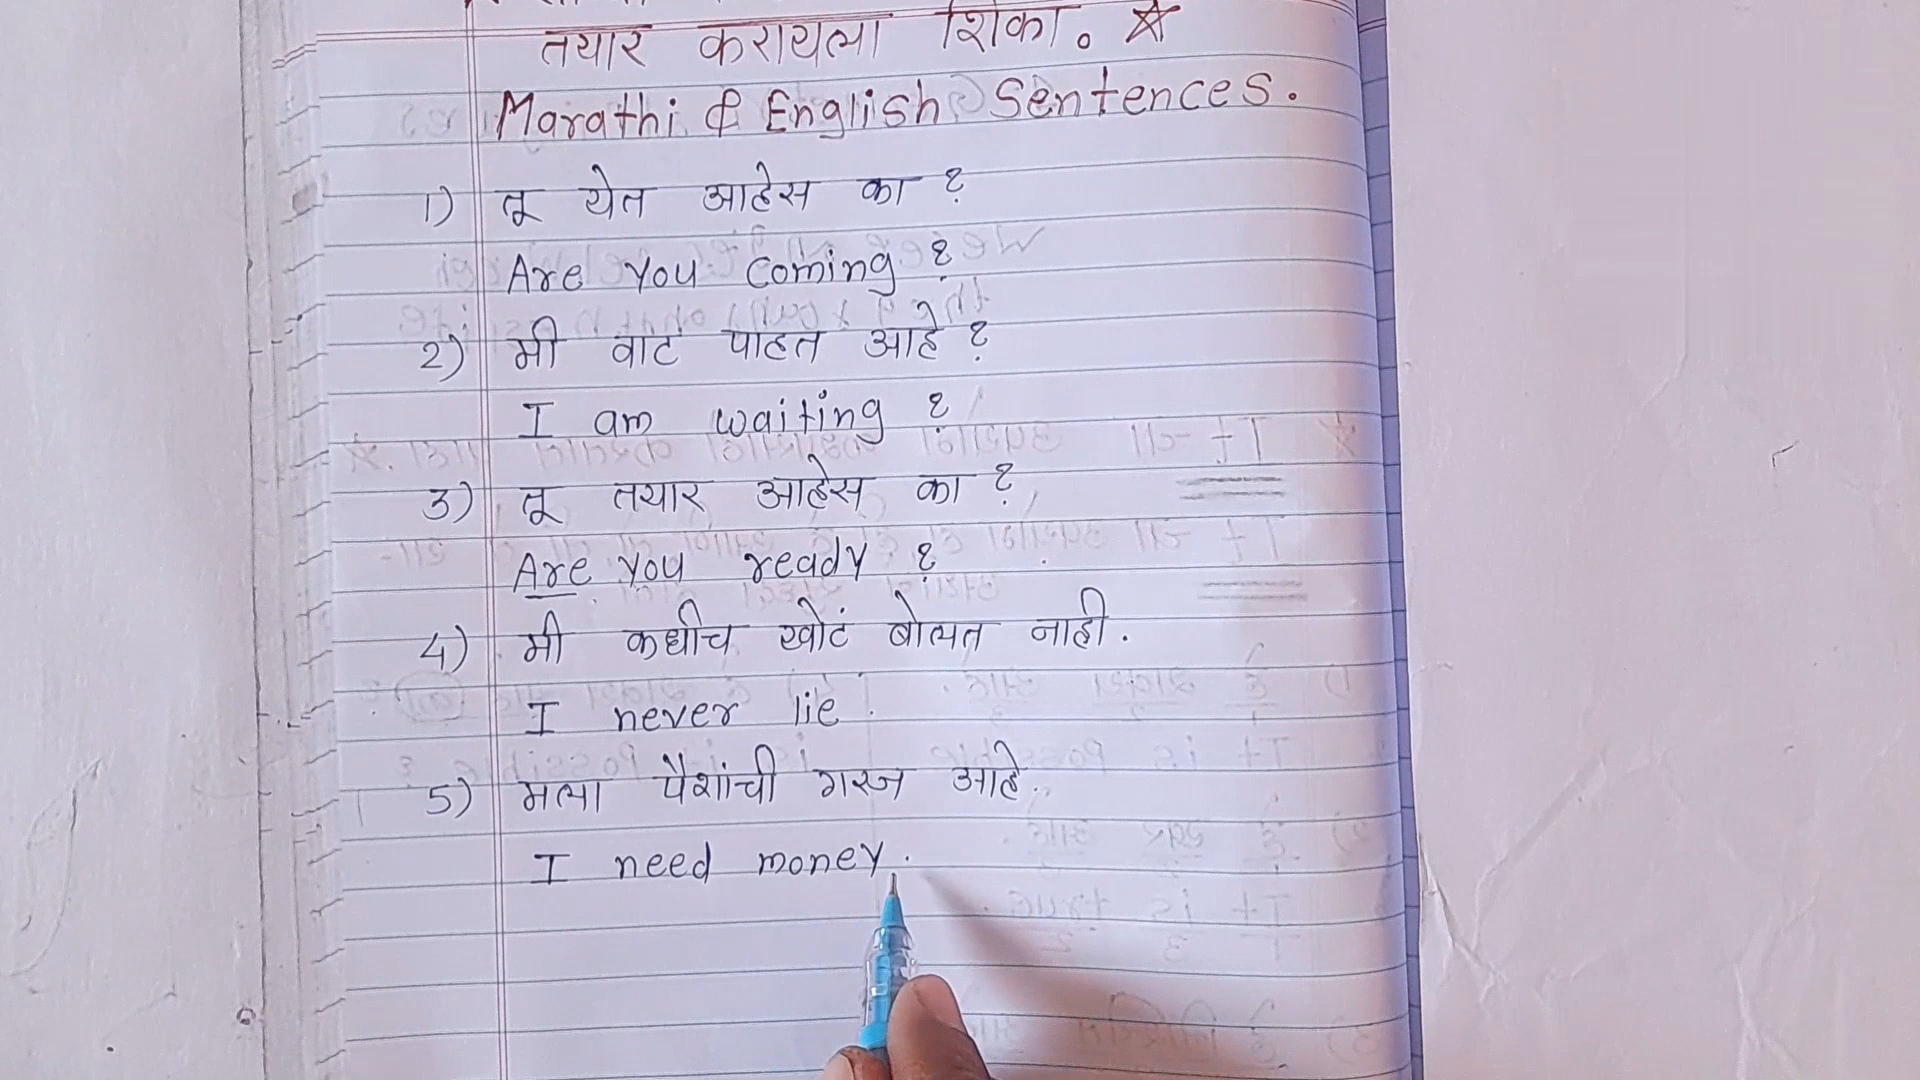 तयार करायला शिका. ☆
Marathi & English Sentences.
1) तू येत आहेस का ?
Are you coming ?
2) मी वाट पाहत आहे ?
I am waiting ?
3) तू तयार आहेस का ?
Are you ready ?
4) मी कधीच खोटं बोलत नाही.
I never lie.
5) मला पैशांची गरज आहे.
I need money.